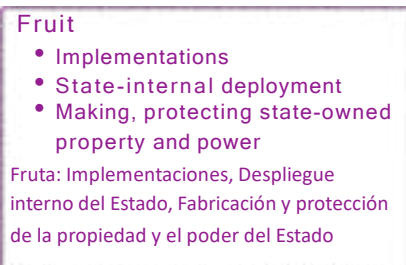 Fruit
• Implementations
• State-internal deployment
• Making, protecting state-owned
property and power
Fruta: Implementaciones, Despliegue
interno del Estado, Fabricación y protección
de la propiedad y el poder del Estado